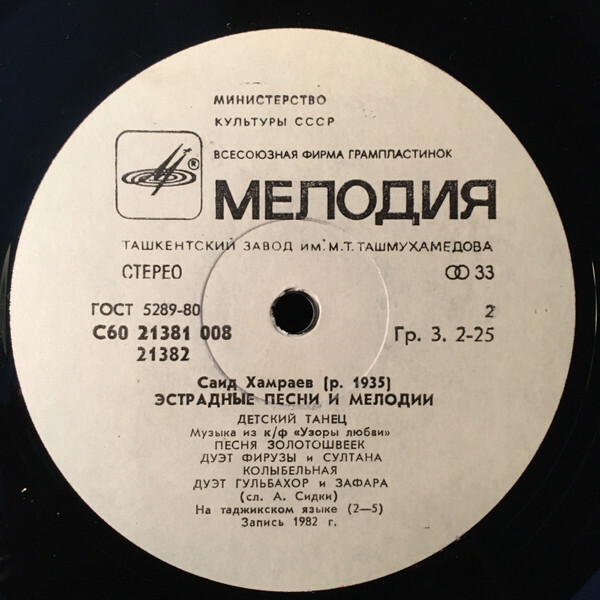 МИНИСТЕРСТВО
КУЛЬТУРЫ СССР
ВСЕСОЮЗНАЯ ФИРМА ГРАМПЛАСТИНОК
®
МЕЛОДИЯ
ТАШКЕНТСКИЙ ЗАВОД ИМ. М.Т. ТАШМУХАМЕДОВА
СТЕРЕО
33
ГОСТ 5289-80
2
С60 21381 008
Гр. 3. 2-25
21382
Саид Хамраев (р. 1935)
ЭСТРАДНЫЕ ПЕСНИ И МЕЛОДИИ
ДЕТСКИЙ ТАНЕЦ
Музыка из к/ф «Узоры любви»
ПЕСНЯ ЗОЛОТОШВЕЕК
ДУЭТ ФИРУЗЫ и СУЛТАНА
КОЛЫБЕЛЬНАЯ
ДУЭТ ГУЛЬБАХОР и ЗАФАРА
(сл. А. Сидки)
На таджикском языке (2—5)
Запись 1982 г.